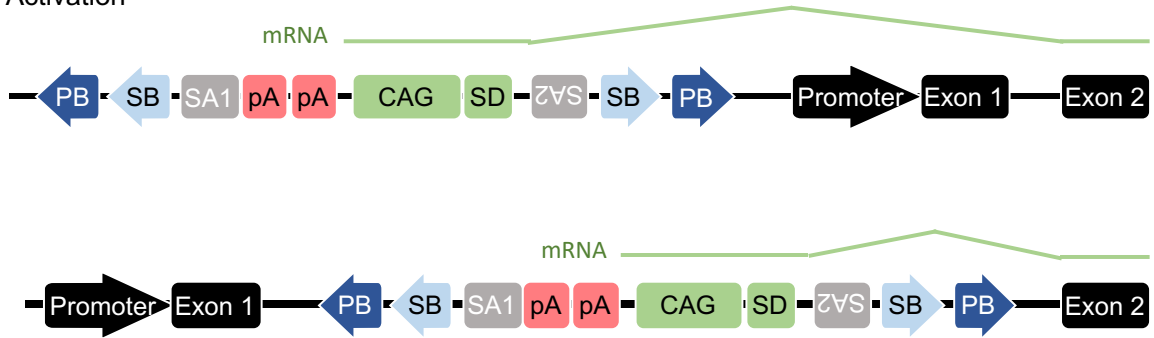 Activation
mRNA
PB SB SA1 pA pA CAG SD SA2 SB PB Promoter Exon 1 Exon 2
mRNA
Promoter Exon 1 PB SB SA1 pA pA CAG SD SA2 SB PB Exon 2